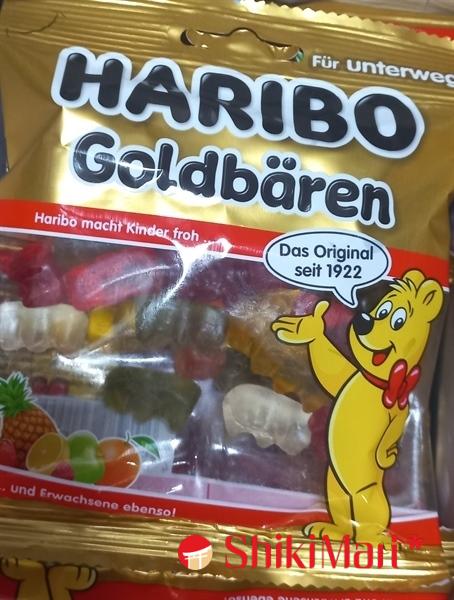 Für unterweg
HARIBO
Goldbären
Haribo macht Kinder froh
Das Original
seit 1922
... und Erwachsene ebenso!
ShikiMart*